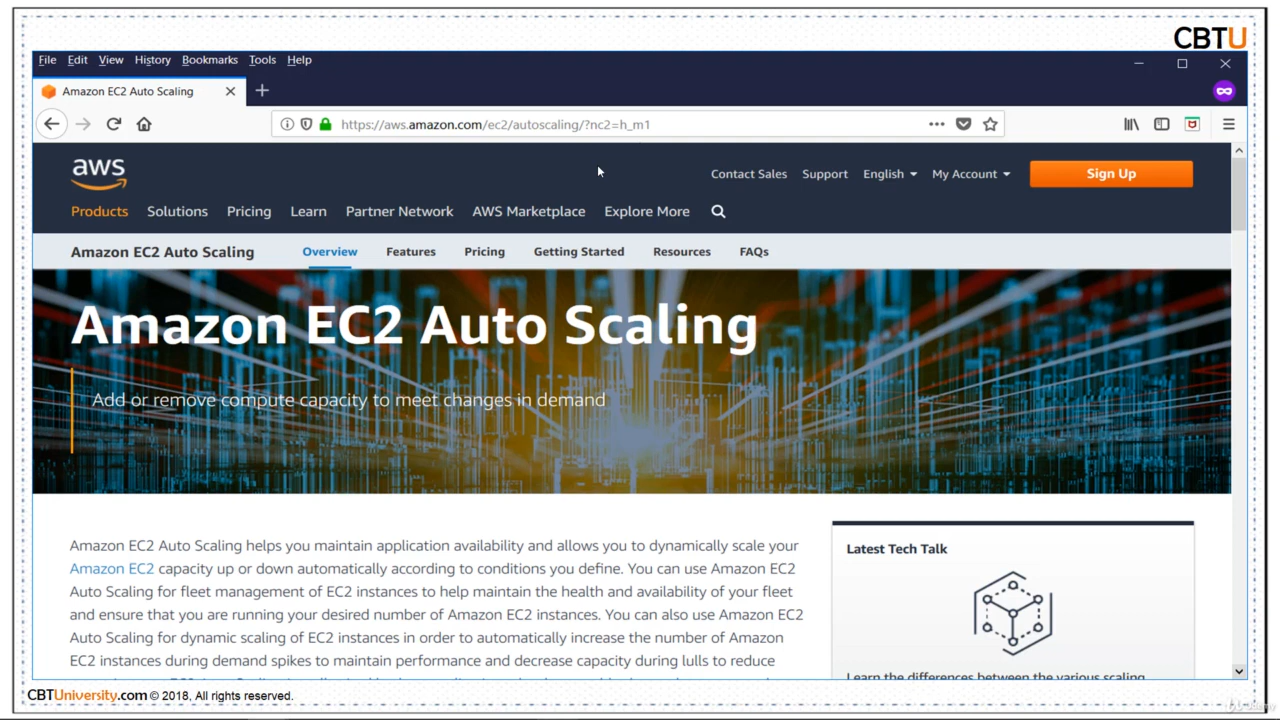 CBTU
File Edit View History Bookmarks Tools Help
Amazon EC2 Auto Scaling
https://aws.amazon.com/ec2/autoscaling/?nc2=h_m1
aws
Contact Sales Support English My Account Sign Up
Products Solutions Pricing Learn Partner Network AWS Marketplace Explore More
Amazon EC2 Auto Scaling Overview Features Pricing Getting Started Resources FAQs
Amazon EC2 Auto Scaling
Add or remove compute capacity to meet changes in demand
Amazon EC2 Auto Scaling helps you maintain application availability and allows you to dynamically scale your
Amazon EC2 capacity up or down automatically according to conditions you define. You can use Amazon EC2
Auto Scaling for fleet management of EC2 instances to help maintain the health and availability of your fleet
and ensure that you are running your desired number of Amazon EC2 instances. You can also use Amazon EC2
Auto Scaling for dynamic scaling of EC2 instances in order to automatically increase the number of Amazon
EC2 instances during demand spikes to maintain performance and decrease capacity during lulls to reduce
Latest Tech Talk
Learn the differences between the various scaling
CBTUniversity.com © 2018, All rights reserved.